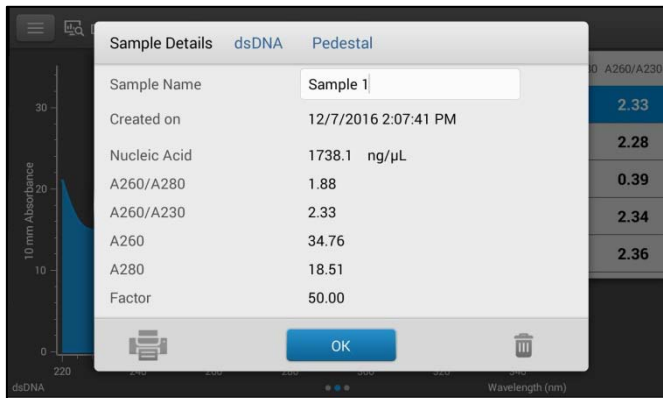 Sample Details dsDNA Pedestal
Sample Name Sample 1
Created on 12/7/2016 2:07:41 PM
Nucleic Acid 1738.1 ng/µL
A260/A280 1.88
A260/A230 2.33
A260 34.76
A280 18.51
Factor 50.00
OK
A260/A230
2.33
2.28
0.39
2.34
2.36
10 mm Absorbance
30
20
10
0
220
dsDNA
Wavelength (nm)